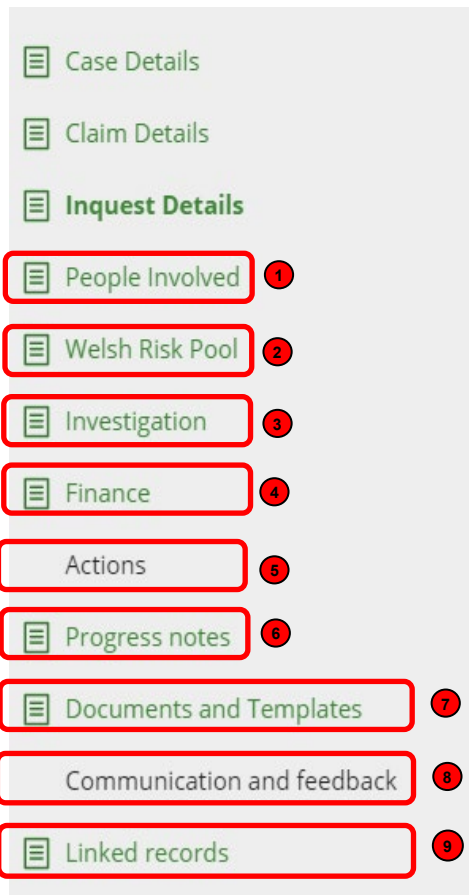 Case Details
Claim Details
Inquest Details
People Involved 1
Welsh Risk Pool 2
Investigation 3
Finance 4
Actions 5
Progress notes 6
Documents and Templates 7
Communication and feedback 8
Linked records 9